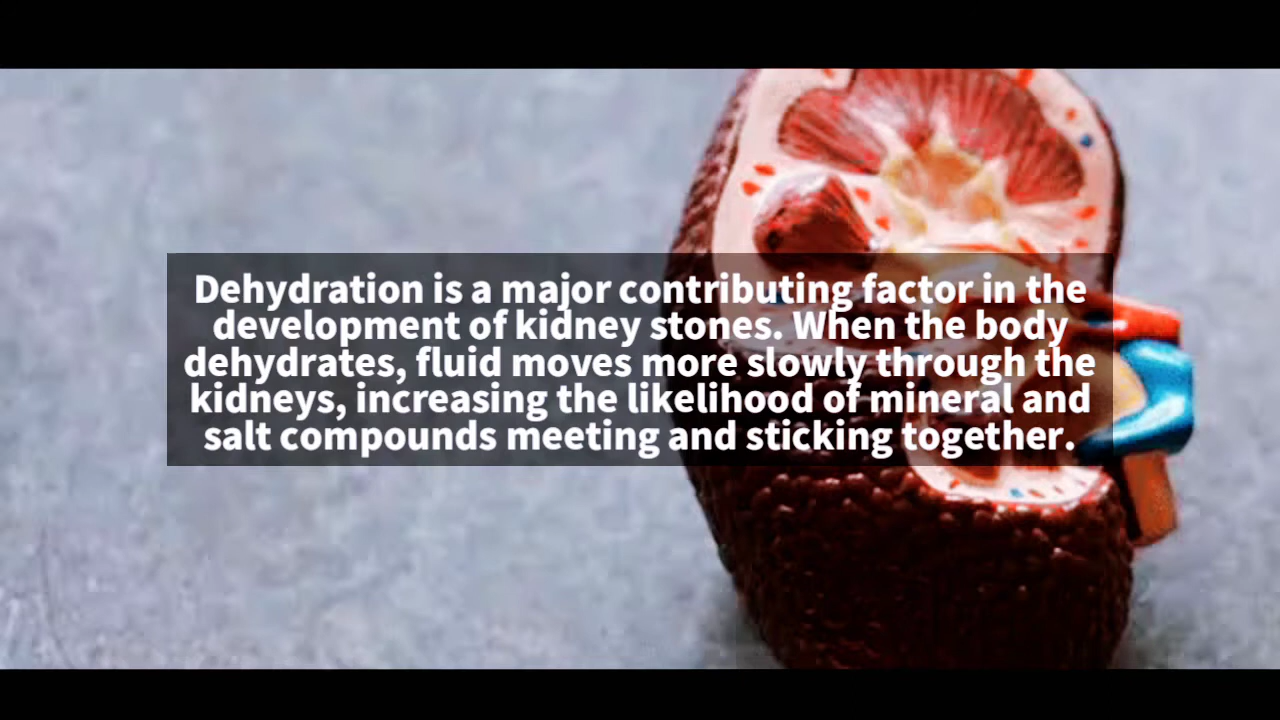 Dehydration is a major contributing factor in the
development of kidney stones. When the body
dehydrates, fluid moves more slowly through the
kidneys, increasing the likelihood of mineral and
salt compounds meeting and sticking together.